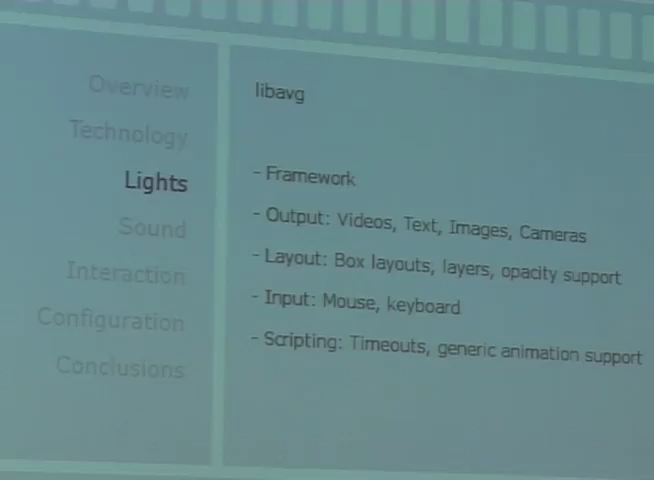 Overview
Technology
Lights
Sound
Interaction
Configuration
Conclusions
libavg
- Framework
- Output: Videos, Text, Images, Cameras
- Layout: Box layouts, layers, opacity support
- Input: Mouse, keyboard
- Scripting: Timeouts, generic animation support